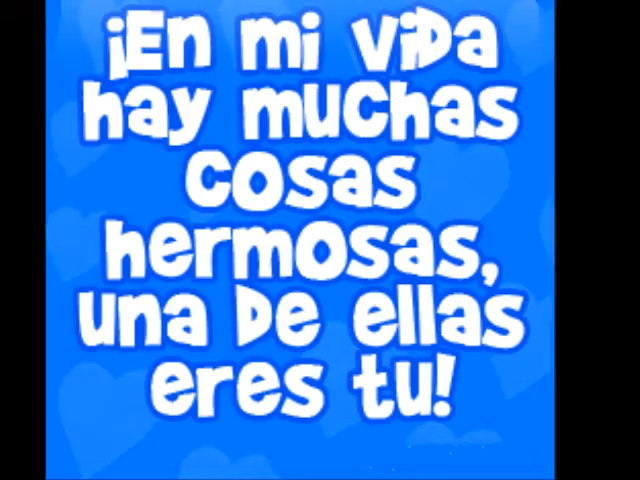 ¡En mi vida
hay muchas
cosas
hermosas,
una de ellas
eres tu!